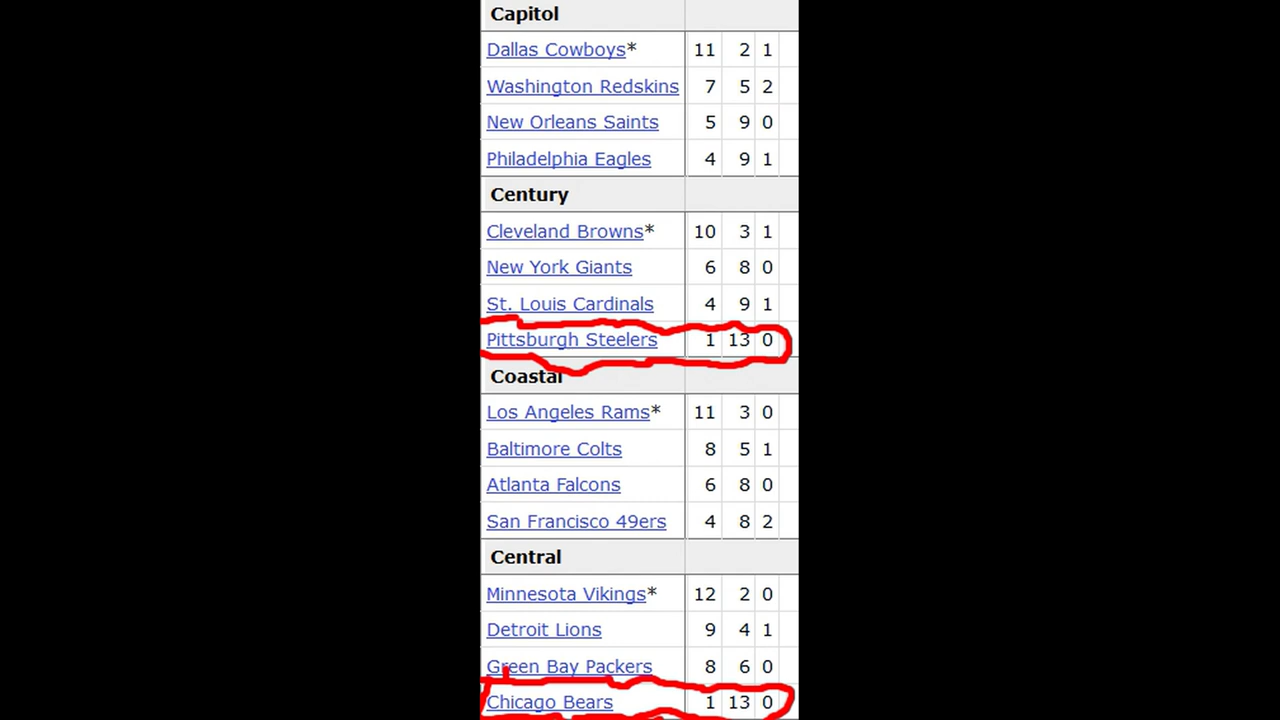 Capitol
Dallas Cowboys* 11 2 1
Washington Redskins 7 5 2
New Orleans Saints 5 9 0
Philadelphia Eagles 4 9 1
Century
Cleveland Browns* 10 3 1
New York Giants 6 8 0
St. Louis Cardinals 4 9 1
Pittsburgh Steelers 1 13 0
Coastal
Los Angeles Rams* 11 3 0
Baltimore Colts 8 5 1
Atlanta Falcons 6 8 0
San Francisco 49ers 4 8 2
Central
Minnesota Vikings* 12 2 0
Detroit Lions 9 4 1
Green Bay Packers 8 6 0
Chicago Bears 1 13 0